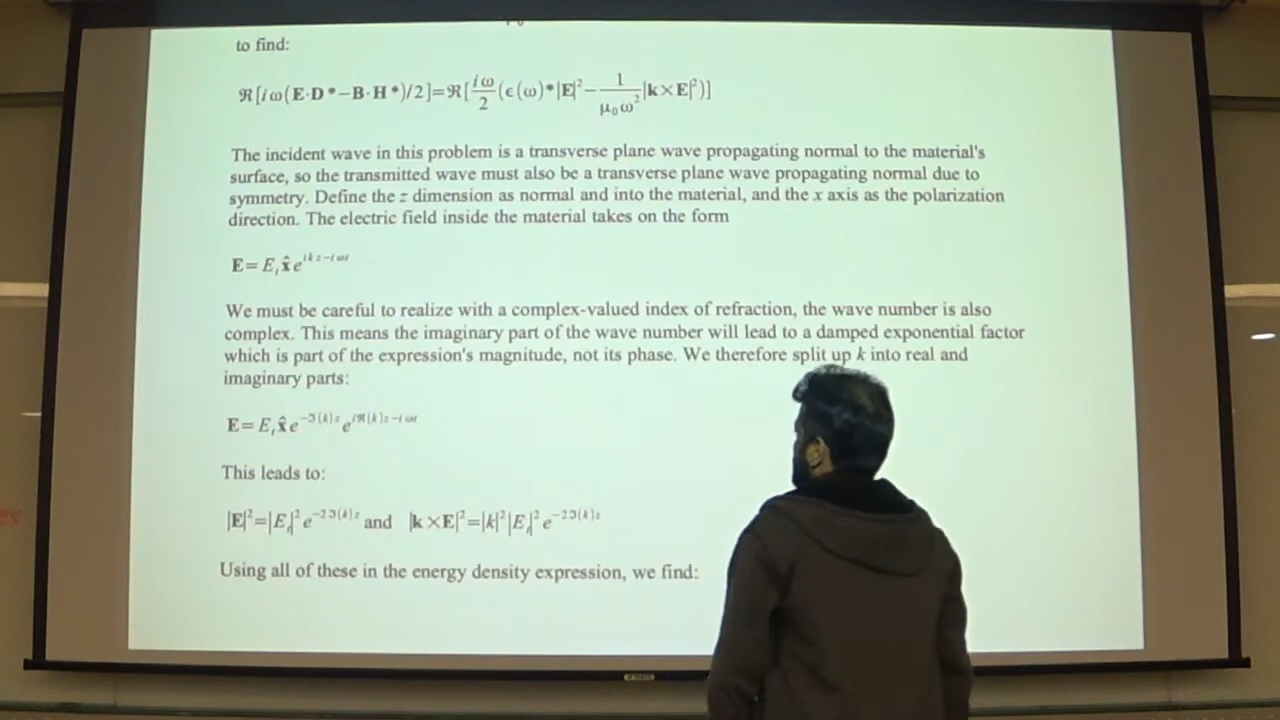 to find:
ℜ[iω(E·D*−B·H*)/2]=ℜ[iω/2(ϵ(ω)*|E|²−1/μ₀ω²|k×E|²)]
The incident wave in this problem is a transverse plane wave propagating normal to the material's
surface, so the transmitted wave must also be a transverse plane wave propagating normal due to
symmetry. Define the z dimension as normal and into the material, and the x axis as the polarization
direction. The electric field inside the material takes on the form
E=Eₜx̂e^{ikz−iωt}
We must be careful to realize with a complex-valued index of refraction, the wave number is also
complex. This means the imaginary part of the wave number will lead to a damped exponential factor
which is part of the expression's magnitude, not its phase. We therefore split up k into real and
imaginary parts:
E=Eₜx̂e^{−ℑ(k)z}e^{iℜ(k)z−iωt}
This leads to:
|E|²=|Eₜ|²e^{−2ℑ(k)z} and |k×E|²=|k|²|Eₜ|²e^{−2ℑ(k)z}
Using all of these in the energy density expression, we find: